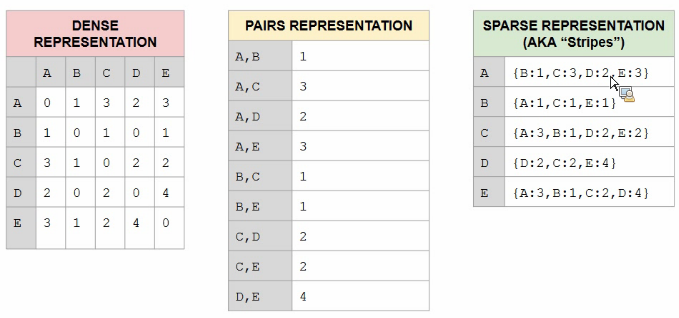 DENSE
REPRESENTATION
A B C D E
A 0 1 3 2 3
B 1 0 1 0 1
C 3 1 0 2 2
D 2 0 2 0 4
E 3 1 2 4 0
PAIRS REPRESENTATION
A,B 1
A,C 3
A,D 2
A,E 3
B,C 1
B,E 1
C,D 2
C,E 2
D,E 4
SPARSE REPRESENTATION
(AKA “Stripes”)
A {B:1,C:3,D:2,E:3}
B {A:1,C:1,E:1}
C {A:3,B:1,D:2,E:2}
D {D:2,C:2,E:4}
E {A:3,B:1,C:2,D:4}